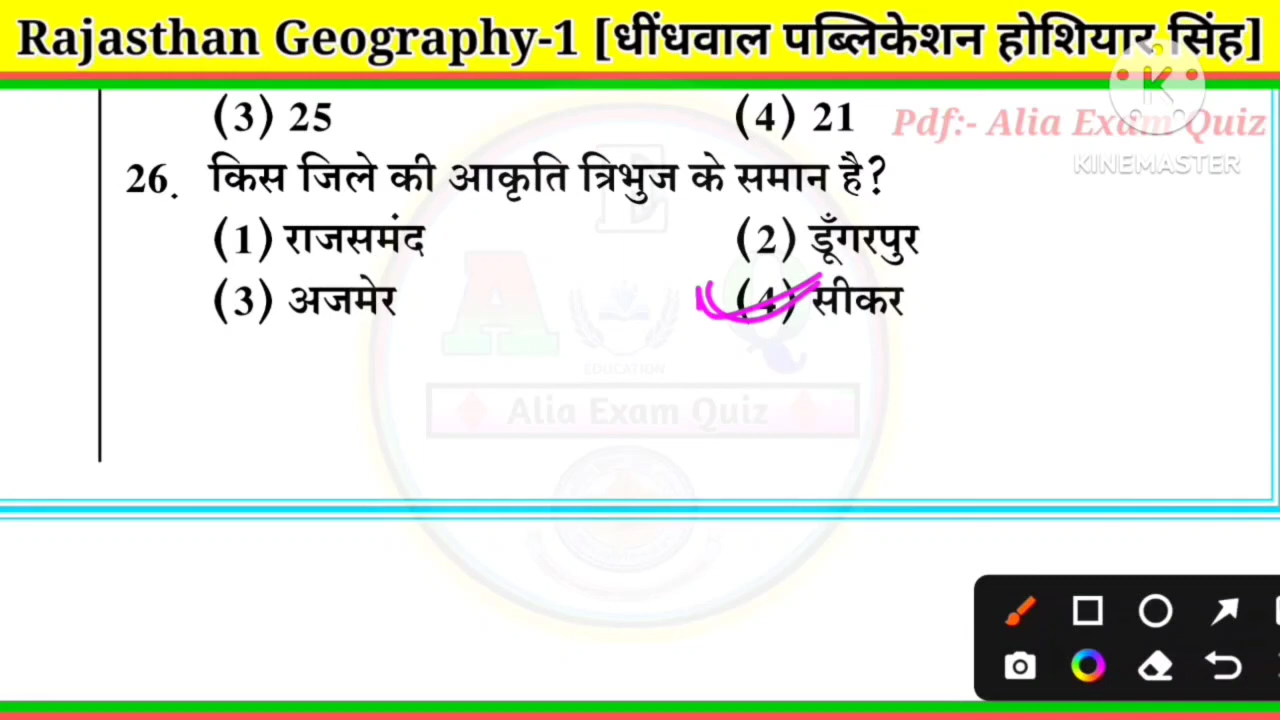 Rajasthan Geography-1 [धींधवाल पब्लिकेशन होशियार सिंह]
(3) 25 (4) 21
Pdf:- Alia Exam Quiz
KINEMASTER
26. किस जिले की आकृति त्रिभुज के समान है?
(1) राजसमंद (2) डूँगरपुर
(3) अजमेर (4) सीकर
E
A Q
EDUCATION
Alia Exam Quiz